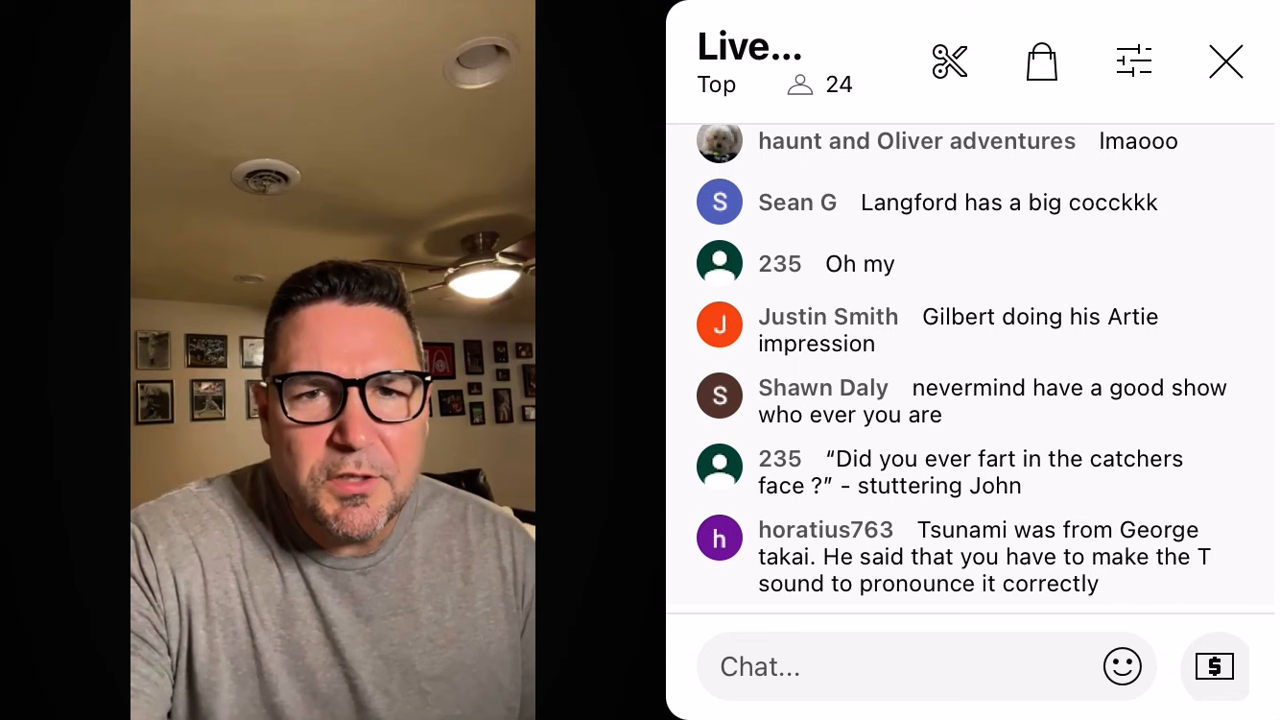 Live...
Top 24
haunt and Oliver adventures lmaooo
S Sean G Langford has a big cocckkk
235 Oh my
J Justin Smith Gilbert doing his Artie
impression
S Shawn Daly nevermind have a good show
who ever you are
235 “Did you ever fart in the catchers
face ?” - stuttering John
h horatius763 Tsunami was from George
takai. He said that you have to make the T
sound to pronounce it correctly
Chat... $